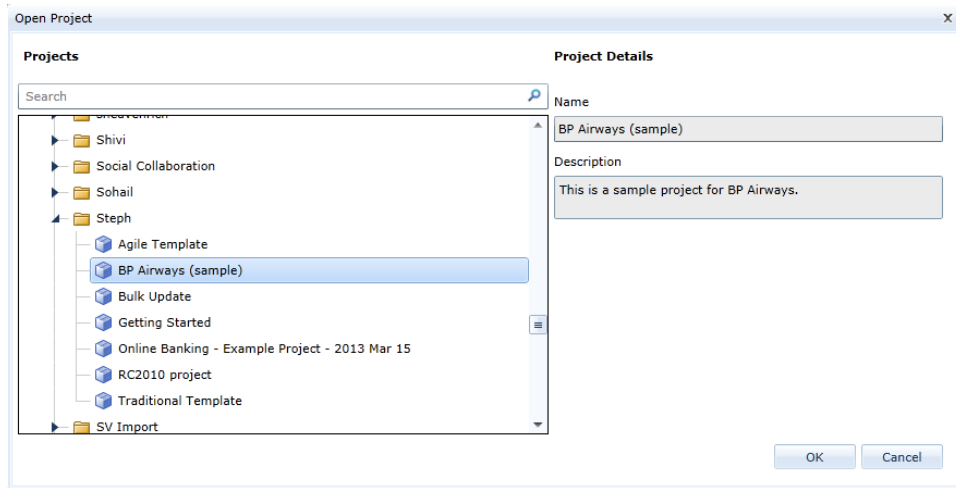 Open Project
x
Projects
Project Details
Search
Name
BP Airways (sample)
Description
This is a sample project for BP Airways.
Shivi
Social Collaboration
Sohail
Steph
Agile Template
BP Airways (sample)
Bulk Update
Getting Started
Online Banking - Example Project - 2013 Mar 15
RC2010 project
Traditional Template
SV Import
OK
Cancel